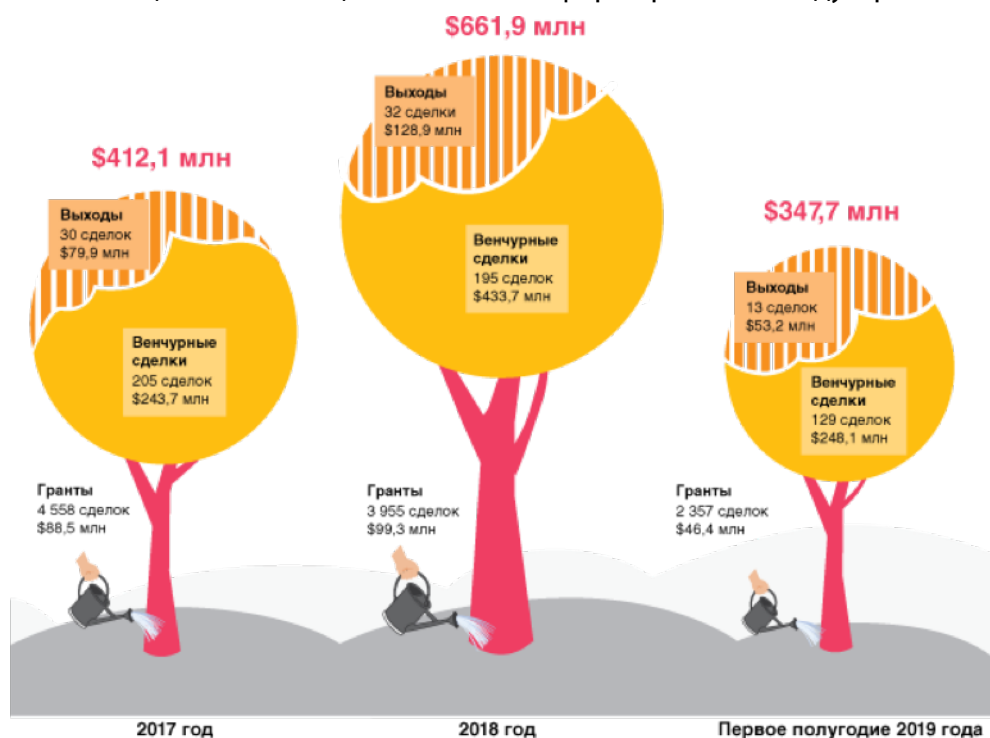 $661,9 млн
Выходы
32 сделки
$128,9 млн
Венчурные
сделки
195 сделок
$433,7 млн
$412,1 млн
Выходы
30 сделок
$79,9 млн
Венчурные
сделки
205 сделок
$243,7 млн
$347,7 млн
Выходы
13 сделок
$53,2 млн
Венчурные
сделки
129 сделок
$248,1 млн
Гранты
4 558 сделок
$88,5 млн
Гранты
3 955 сделок
$99,3 млн
Гранты
2 357 сделок
$46,4 млн
2017 год
2018 год
Первое полугодие 2019 года